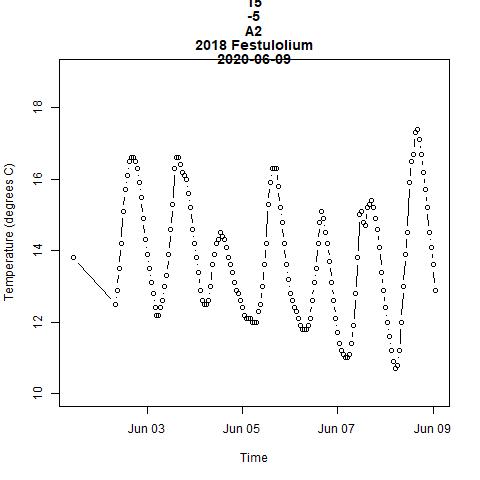 15
-5
A2
2018 Festulolium
2020-06-09
Temperature (degrees C)
18
16
14
12
10
Jun 03
Jun 05
Jun 07
Jun 09
Time